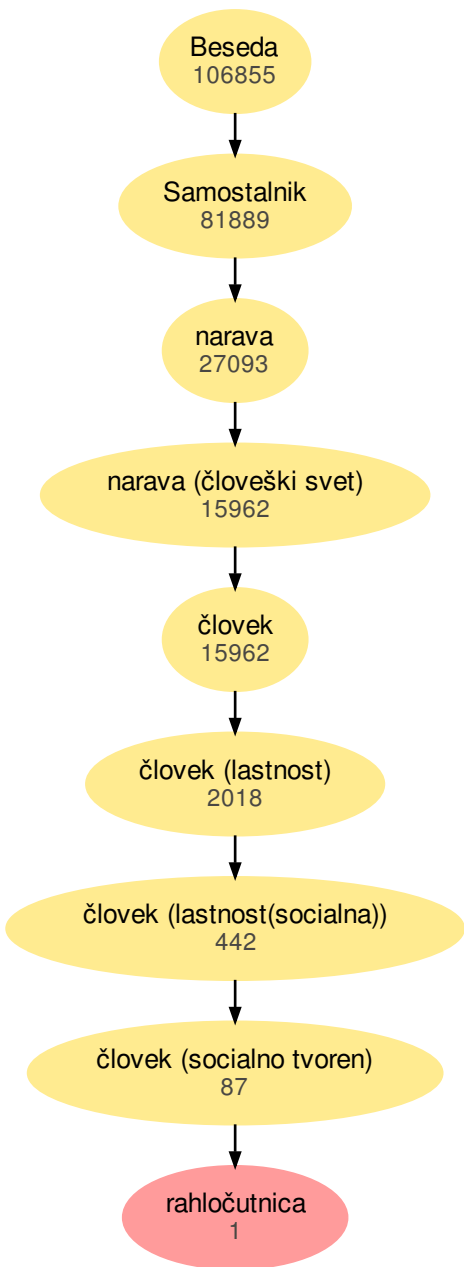 Beseda
106855
Samostalnik
81889
narava
27093
narava (človeški svet)
15962
človek
15962
človek (lastnost)
2018
človek (lastnost(socialna))
442
človek (socialno tvoren)
87
rahločutnica
1